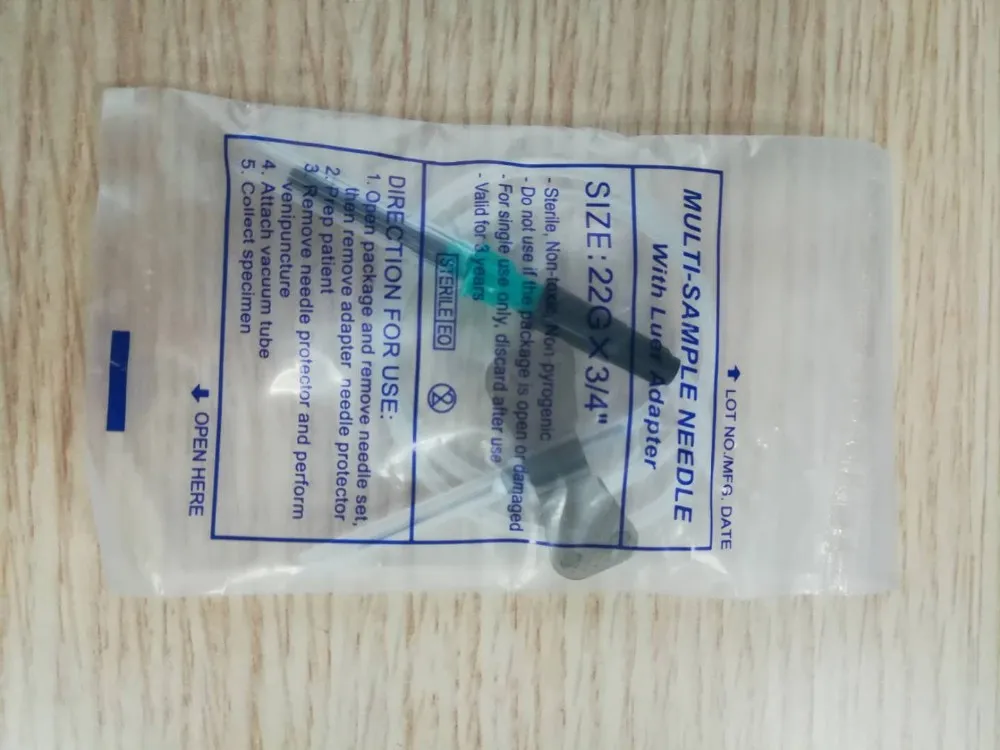 LOT NO./MFG. DATE
MULTI-SAMPLE NEEDLE
With Luer Adapter
SIZE: 22G X 3/4"
- Sterile, Non-toxic, Non pyrogenic
- Do not use if the package is open or damaged
- For single use only, discard after use
- Valid for 3 years
STERILE EO
2
DIRECTION FOR USE:
1. Open package and remove needle set,
then remove adapter needle protector
2. Prep patient
3. Remove needle protector and perform
venipuncture
4. Attach vacuum tube
5. Collect specimen
OPEN HERE